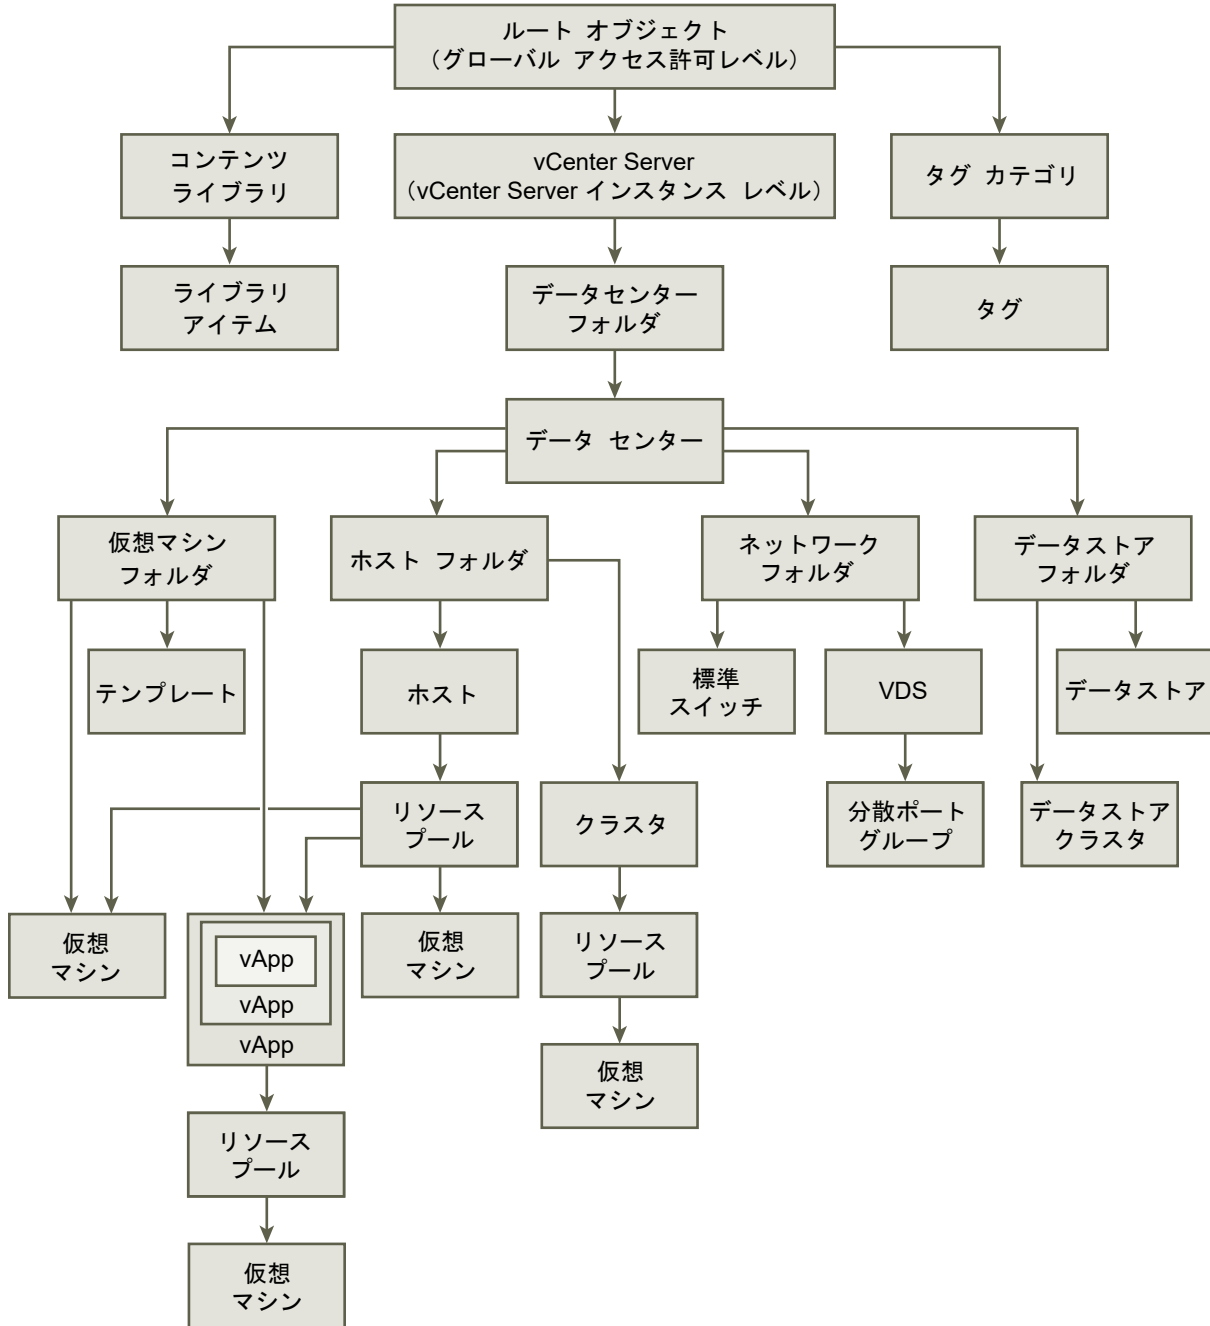 ルート オブジェクト
（グローバル アクセス許可レベル）
コンテンツ
ライブラリ
vCenter Server
（vCenter Server インスタンス レベル）
タグ カテゴリ
ライブラリ
アイテム
データセンター
フォルダ
タグ
データ センター
仮想マシン
フォルダ
ホスト フォルダ
ネットワーク
フォルダ
データストア
フォルダ
テンプレート
ホスト
標準
スイッチ
VDS
データストア
リソース
プール
クラスタ
分散ポート
グループ
データストア
クラスタ
仮想
マシン
vApp
vApp
vApp
仮想
マシン
リソース
プール
仮想
マシン
リソース
プール
仮想
マシン